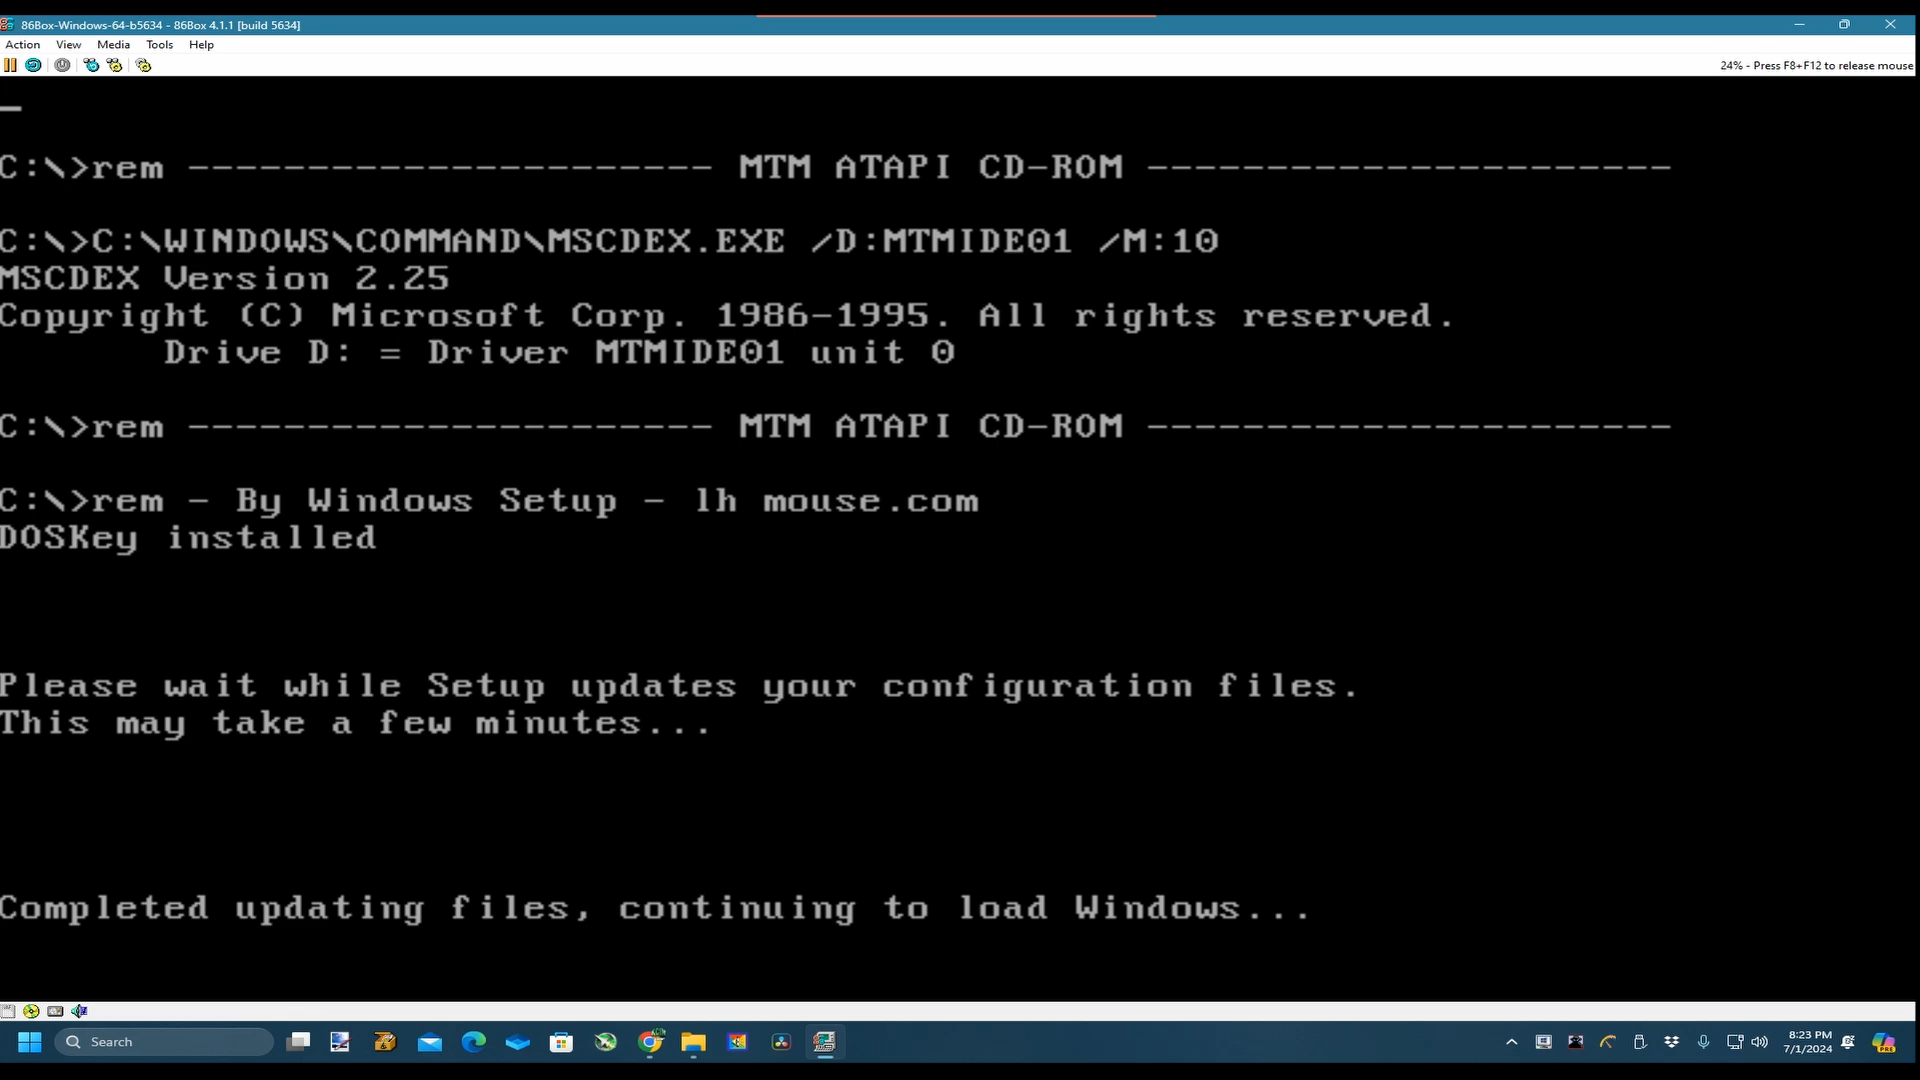 86Box-Windows-64-b5634 - 86Box 4.1.1 [build 5634]
Action View Media Tools Help
24% - Press F8+F12 to release mouse
C:\>rem ---------------------- MTM ATAPI CD-ROM ----------------------
C:\>C:\WINDOWS\COMMAND\MSCDEX.EXE /D:MTMIDE01 /M:10
MSCDEX Version 2.25
Copyright (C) Microsoft Corp. 1986-1995. All rights reserved.
Drive D: = Driver MTMIDE01 unit 0
C:\>rem ---------------------- MTM ATAPI CD-ROM ----------------------
C:\>rem - By Windows Setup - lh mouse.com
DOSKey installed
Please wait while Setup updates your configuration files.
This may take a few minutes...
Completed updating files, continuing to load Windows...
Search
8:23 PM
7/1/2024